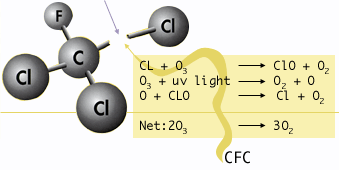 F
Cl
C
Cl
Cl
CL + O₃ → ClO + O₂
O₃ + uv light → O₂ + O
O + CLO → Cl + O₂
Net:2O₃ → 3O₂
CFC